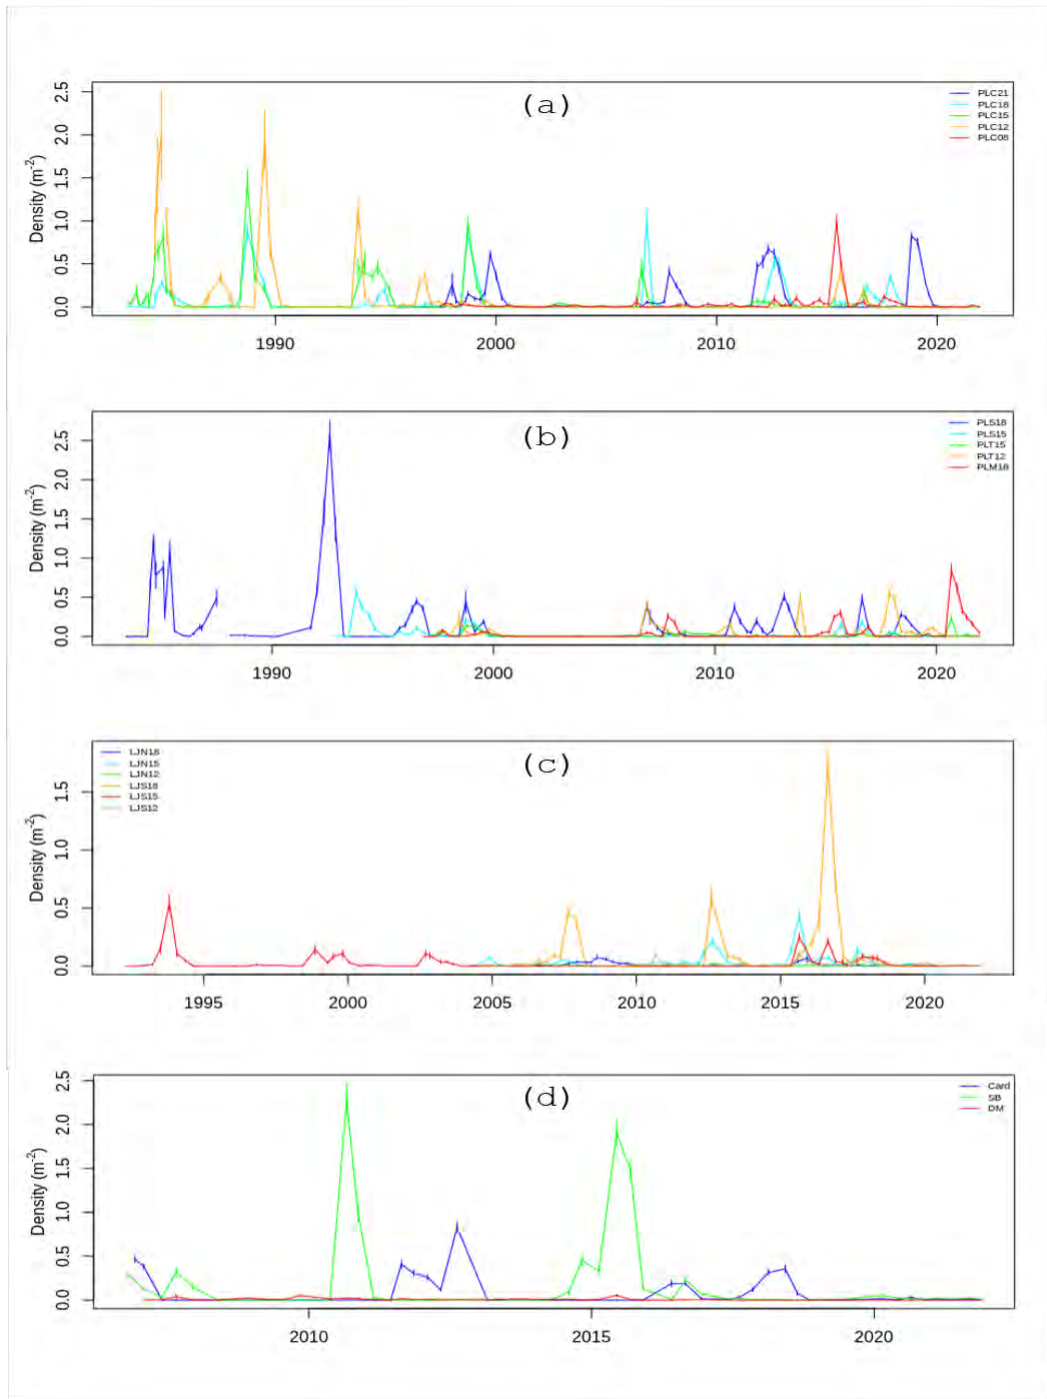 (a)
PLC21
PLC18
PLC15
PLC12
PLC08
Density (m-2)
0.0 0.5 1.0 1.5 2.0 2.5
1990 2000 2010 2020
(b)
PLS18
PLS15
PLT15
PLT12
PLM18
Density (m-2)
0.0 0.5 1.0 1.5 2.0 2.5
1990 2000 2010 2020
(c)
LJN18
LJN15
LJN12
LJS18
LJS15
LJS12
Density (m-2)
0.0 0.5 1.0 1.5
1995 2000 2005 2010 2015 2020
(d)
Card
SB
DM
Density (m-2)
0.0 0.5 1.0 1.5 2.0 2.5
2010 2015 2020